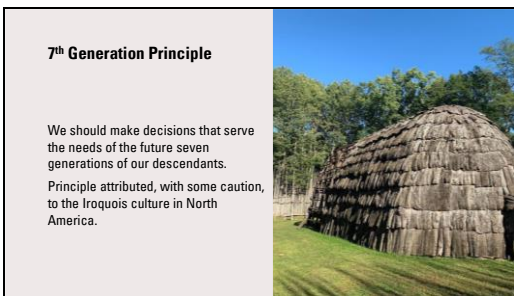 7th Generation Principle
We should make decisions that serve
the needs of the future seven
generations of our descendants.
Principle attributed, with some caution,
to the Iroquois culture in North
America.